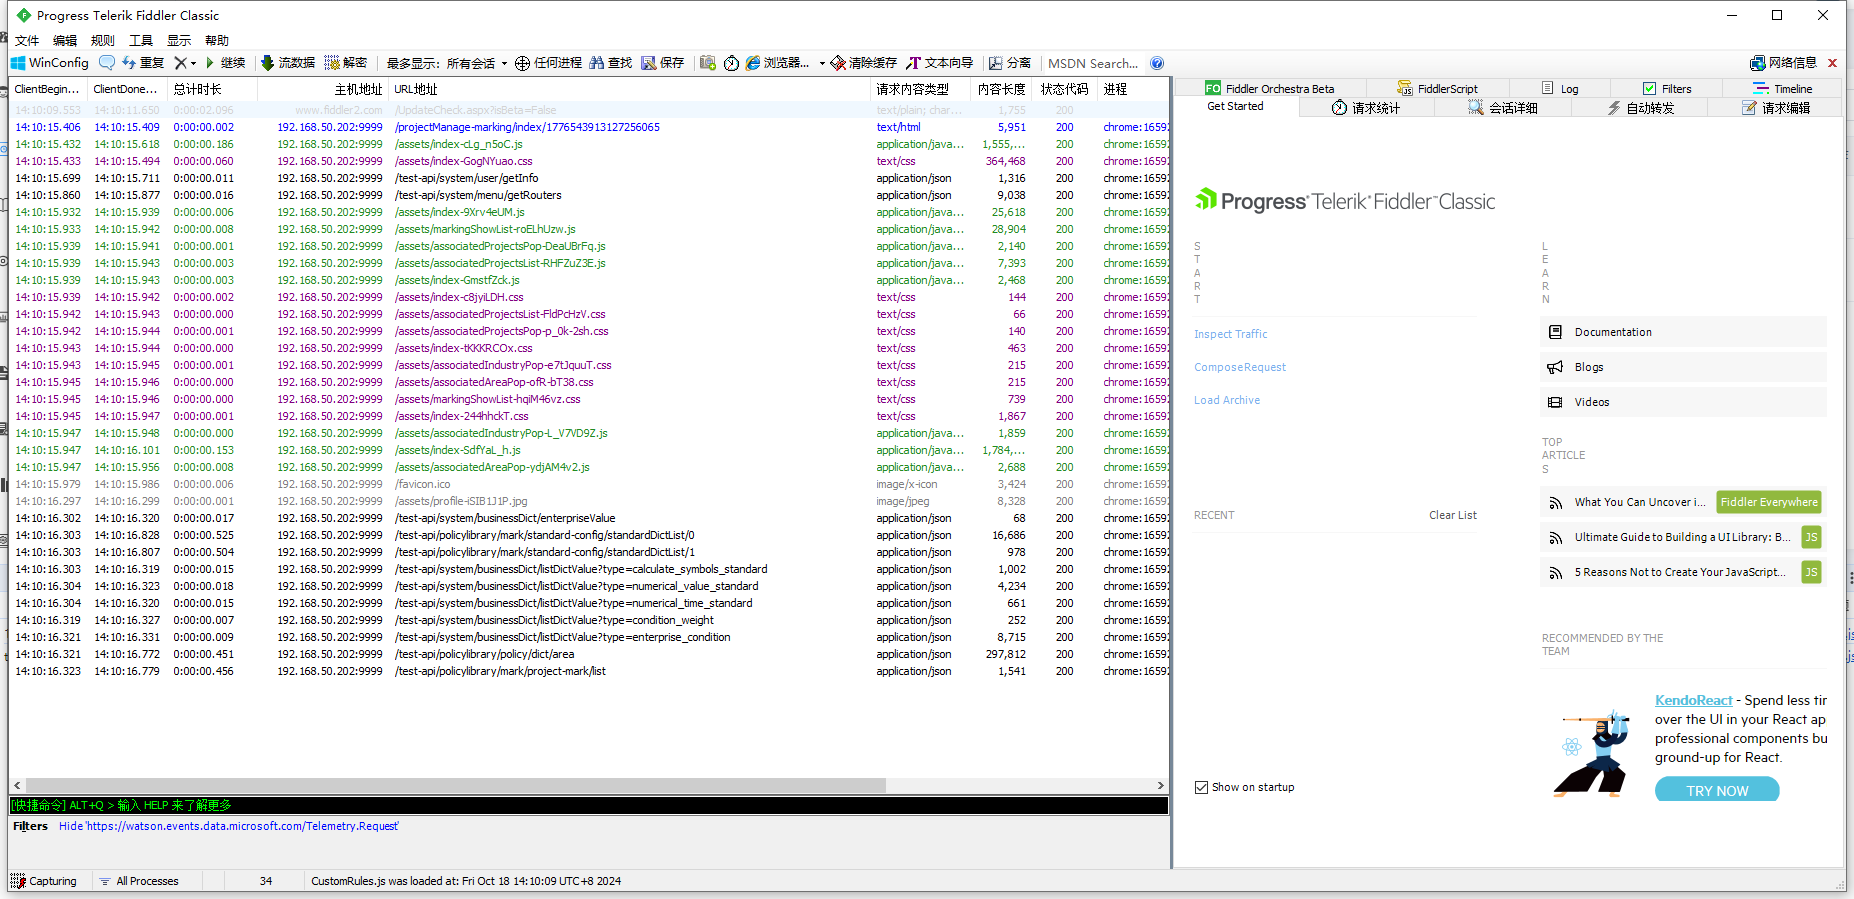 Progress Telerik Fiddler Classic
文件 编辑 规则 工具 显示 帮助
WinConfig 重复 继续 流数据 解密 最多显示: 所有会话 任何进程 查找 保存 浏览器... 清除缓存 文本向导 分离 MSDN Search... 网络信息
ClientBegin... ClientDone... 总计时长 主机地址 URL地址 请求内容类型 内容长度 状态代码 进程
14:10:09.553 14:10:11.650 0:00:02.096 www.fiddler2.com /UpdateCheck.aspx?isBeta=False text/plain; char... 1,755 200
14:10:15.406 14:10:15.409 0:00:00.002 192.168.50.202:9999 /projectManage-marking/index/1776543913127256065 text/html 5,951 200 chrome:16592
14:10:15.432 14:10:15.618 0:00:00.186 192.168.50.202:9999 /assets/index-cLg_n5oC.js application/java... 1,555,... 200 chrome:16592
14:10:15.433 14:10:15.494 0:00:00.060 192.168.50.202:9999 /assets/index-GogNYuao.css text/css 364,468 200 chrome:16592
14:10:15.699 14:10:15.711 0:00:00.011 192.168.50.202:9999 /test-api/system/user/getInfo application/json 1,316 200 chrome:16592
14:10:15.860 14:10:15.877 0:00:00.016 192.168.50.202:9999 /test-api/system/menu/getRouters application/json 9,038 200 chrome:16592
14:10:15.932 14:10:15.939 0:00:00.006 192.168.50.202:9999 /assets/index-9Xrv4eUM.js application/java... 25,618 200 chrome:16592
14:10:15.933 14:10:15.942 0:00:00.008 192.168.50.202:9999 /assets/markingShowList-roELhUzw.js application/java... 28,904 200 chrome:16592
14:10:15.939 14:10:15.941 0:00:00.001 192.168.50.202:9999 /assets/associatedProjectsPop-DeaUBrFq.js application/java... 2,140 200 chrome:16592
14:10:15.939 14:10:15.943 0:00:00.003 192.168.50.202:9999 /assets/associatedProjectsList-RHFZuZ3E.js application/java... 7,393 200 chrome:16592
14:10:15.939 14:10:15.943 0:00:00.003 192.168.50.202:9999 /assets/index-GmstfZck.js application/java... 2,468 200 chrome:16592
14:10:15.939 14:10:15.942 0:00:00.002 192.168.50.202:9999 /assets/index-c8jyiLDH.css text/css 144 200 chrome:16592
14:10:15.942 14:10:15.943 0:00:00.000 192.168.50.202:9999 /assets/associatedProjectsList-FldPcHzV.css text/css 66 200 chrome:16592
14:10:15.942 14:10:15.944 0:00:00.001 192.168.50.202:9999 /assets/associatedProjectsPop-p_0k-2sh.css text/css 140 200 chrome:16592
14:10:15.943 14:10:15.944 0:00:00.000 192.168.50.202:9999 /assets/index-tKKKRCOx.css text/css 463 200 chrome:16592
14:10:15.943 14:10:15.945 0:00:00.001 192.168.50.202:9999 /assets/associatedIndustryPop-e7tJquuT.css text/css 215 200 chrome:16592
14:10:15.945 14:10:15.946 0:00:00.000 192.168.50.202:9999 /assets/associatedAreaPop-ofR-bT38.css text/css 215 200 chrome:16592
14:10:15.945 14:10:15.946 0:00:00.000 192.168.50.202:9999 /assets/markingShowList-hqiM46vz.css text/css 739 200 chrome:16592
14:10:15.945 14:10:15.947 0:00:00.001 192.168.50.202:9999 /assets/index-244hhckT.css text/css 1,867 200 chrome:16592
14:10:15.947 14:10:15.948 0:00:00.000 192.168.50.202:9999 /assets/associatedIndustryPop-L_V7VD9Z.js application/java... 1,859 200 chrome:16592
14:10:15.947 14:10:16.101 0:00:00.153 192.168.50.202:9999 /assets/index-SdfYaL_h.js application/java... 1,784,... 200 chrome:16592
14:10:15.947 14:10:15.956 0:00:00.008 192.168.50.202:9999 /assets/associatedAreaPop-ydjAM4v2.js application/java... 2,688 200 chrome:16592
14:10:15.979 14:10:15.986 0:00:00.006 192.168.50.202:9999 /favicon.ico image/x-icon 3,424 200 chrome:16592
14:10:16.297 14:10:16.299 0:00:00.001 192.168.50.202:9999 /assets/profile-iSIB1J1P.jpg image/jpeg 8,328 200 chrome:16592
14:10:16.302 14:10:16.320 0:00:00.017 192.168.50.202:9999 /test-api/system/businessDict/enterpriseValue application/json 68 200 chrome:16592
14:10:16.303 14:10:16.828 0:00:00.525 192.168.50.202:9999 /test-api/policylibrary/mark/standard-config/standardDictList/0 application/json 16,686 200 chrome:16592
14:10:16.303 14:10:16.807 0:00:00.504 192.168.50.202:9999 /test-api/policylibrary/mark/standard-config/standardDictList/1 application/json 978 200 chrome:16592
14:10:16.303 14:10:16.319 0:00:00.015 192.168.50.202:9999 /test-api/system/businessDict/listDictValue?type=calculate_symbols_standard application/json 1,002 200 chrome:16592
14:10:16.304 14:10:16.323 0:00:00.018 192.168.50.202:9999 /test-api/system/businessDict/listDictValue?type=numerical_value_standard application/json 4,234 200 chrome:16592
14:10:16.304 14:10:16.320 0:00:00.015 192.168.50.202:9999 /test-api/system/businessDict/listDictValue?type=numerical_time_standard application/json 661 200 chrome:16592
14:10:16.319 14:10:16.327 0:00:00.007 192.168.50.202:9999 /test-api/system/businessDict/listDictValue?type=condition_weight application/json 252 200 chrome:16592
14:10:16.321 14:10:16.331 0:00:00.009 192.168.50.202:9999 /test-api/system/businessDict/listDictValue?type=enterprise_condition application/json 8,715 200 chrome:16592
14:10:16.321 14:10:16.772 0:00:00.451 192.168.50.202:9999 /test-api/policylibrary/policy/dict/area application/json 297,812 200 chrome:16592
14:10:16.323 14:10:16.779 0:00:00.456 192.168.50.202:9999 /test-api/policylibrary/mark/project-mark/list application/json 1,541 200 chrome:16592
[快捷命令] ALT+Q > 输入 HELP 来了解更多
Filters Hide 'https://watson.events.data.microsoft.com/Telemetry.Request'
Capturing All Processes 34 CustomRules.js was loaded at: Fri Oct 18 14:10:09 UTC+8 2024
FO Fiddler Orchestra Beta FiddlerScript Log Filters Timeline
Get Started 请求统计 会话详细 自动转发 请求编辑
Progress Telerik Fiddler Classic
START
Inspect Traffic
ComposeRequest
Load Archive
RECENT Clear List
Show on startup
LEARN
Documentation
Blogs
Videos
TOP
ARTICLE
S
What You Can Uncover i... Fiddler Everywhere
Ultimate Guide to Building a UI Library: B... JS
5 Reasons Not to Create Your JavaScript... JS
RECOMMENDED BY THE
TEAM
KendoReact - Spend less tir
over the UI in your React ap
professional components bu
ground-up for React.
TRY NOW